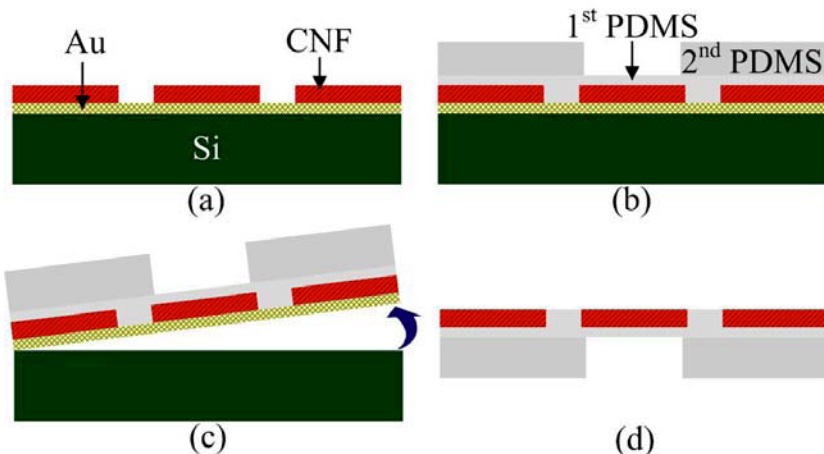 Au
CNF
Si
(a)
1st PDMS
2nd PDMS
(b)
(c)
(d)